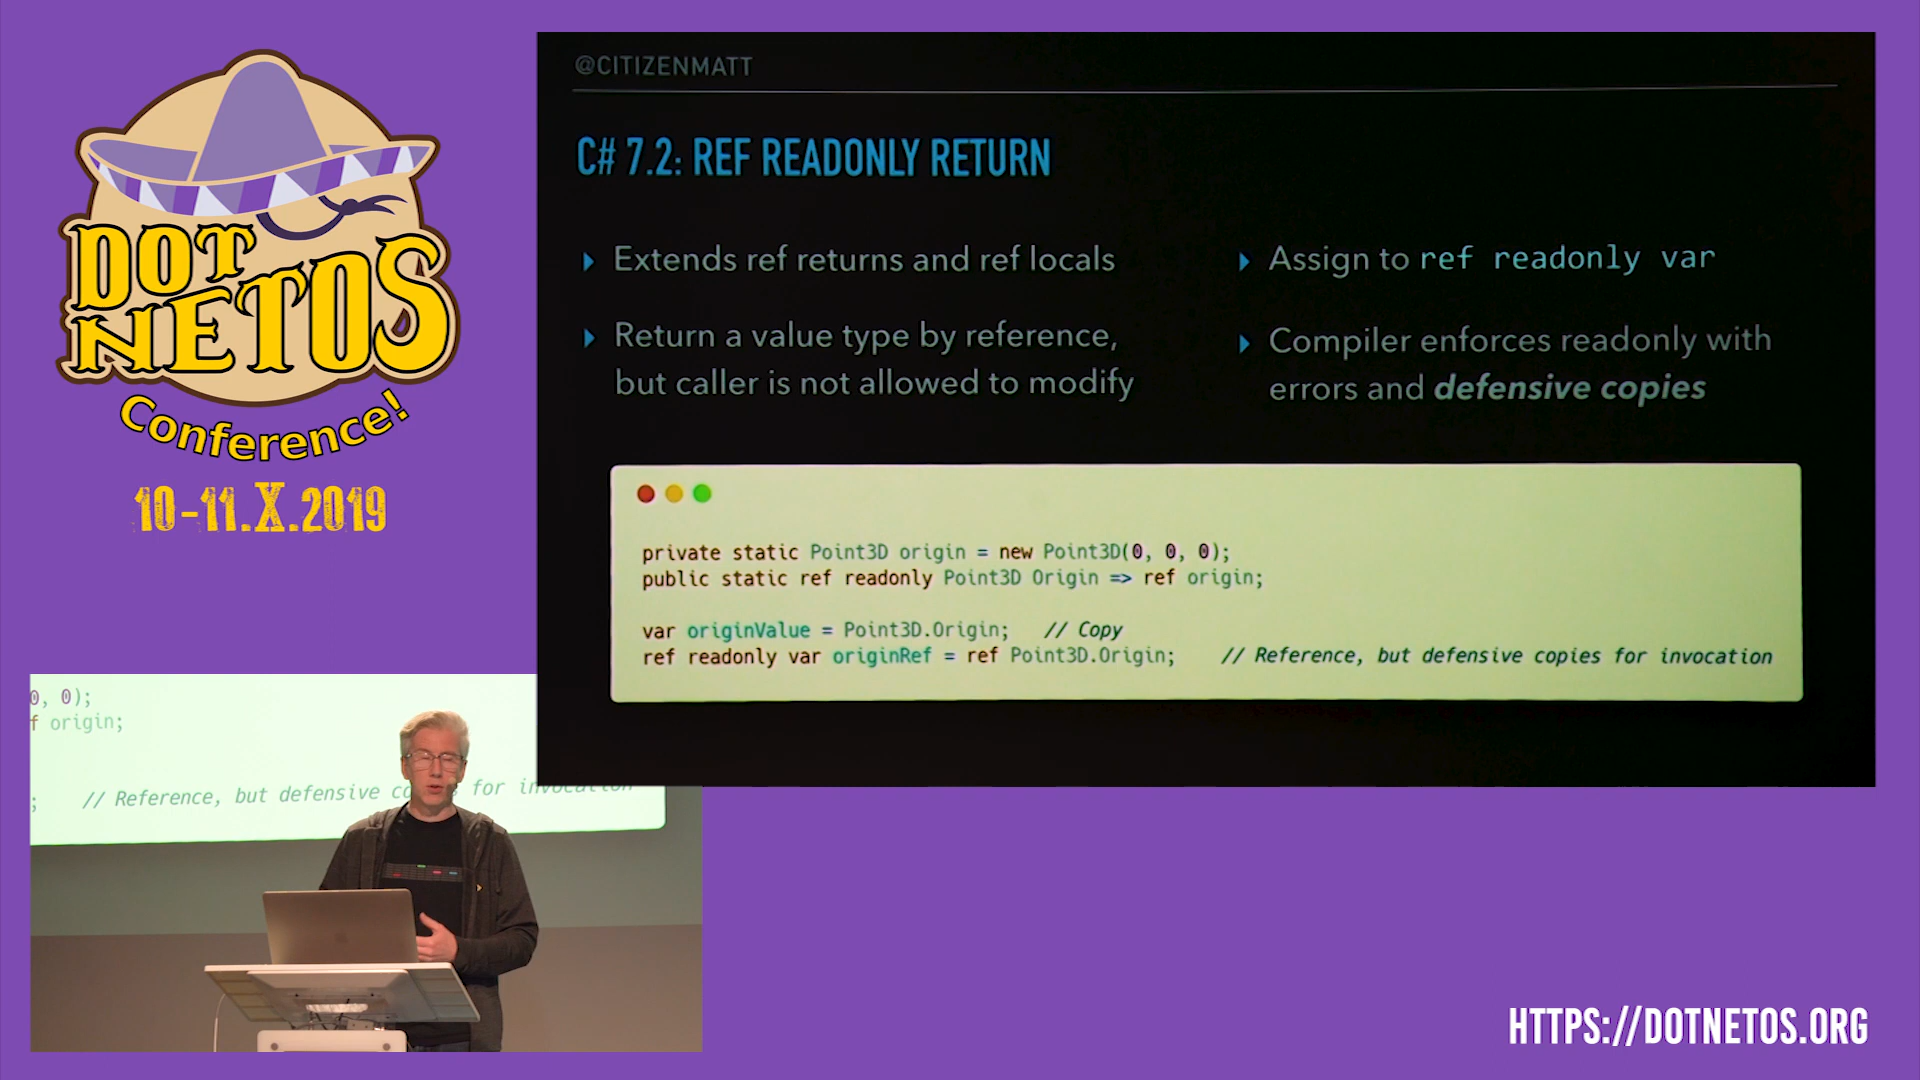 DOT
NETOS
Conference!
10-11.X.2019
@CITIZENMATT
C# 7.2: REF READONLY RETURN
Extends ref returns and ref locals
Return a value type by reference,
but caller is not allowed to modify
Assign to ref readonly var
Compiler enforces readonly with
errors and defensive copies
private static Point3D origin = new Point3D(0, 0, 0);
public static ref readonly Point3D Origin => ref origin;
var originValue = Point3D.Origin; // Copy
ref readonly var originRef = ref Point3D.Origin; // Reference, but defensive copies for invocation
0, 0);
f origin;
; // Reference, but defensive co for invocation
HTTPS://DOTNETOS.ORG